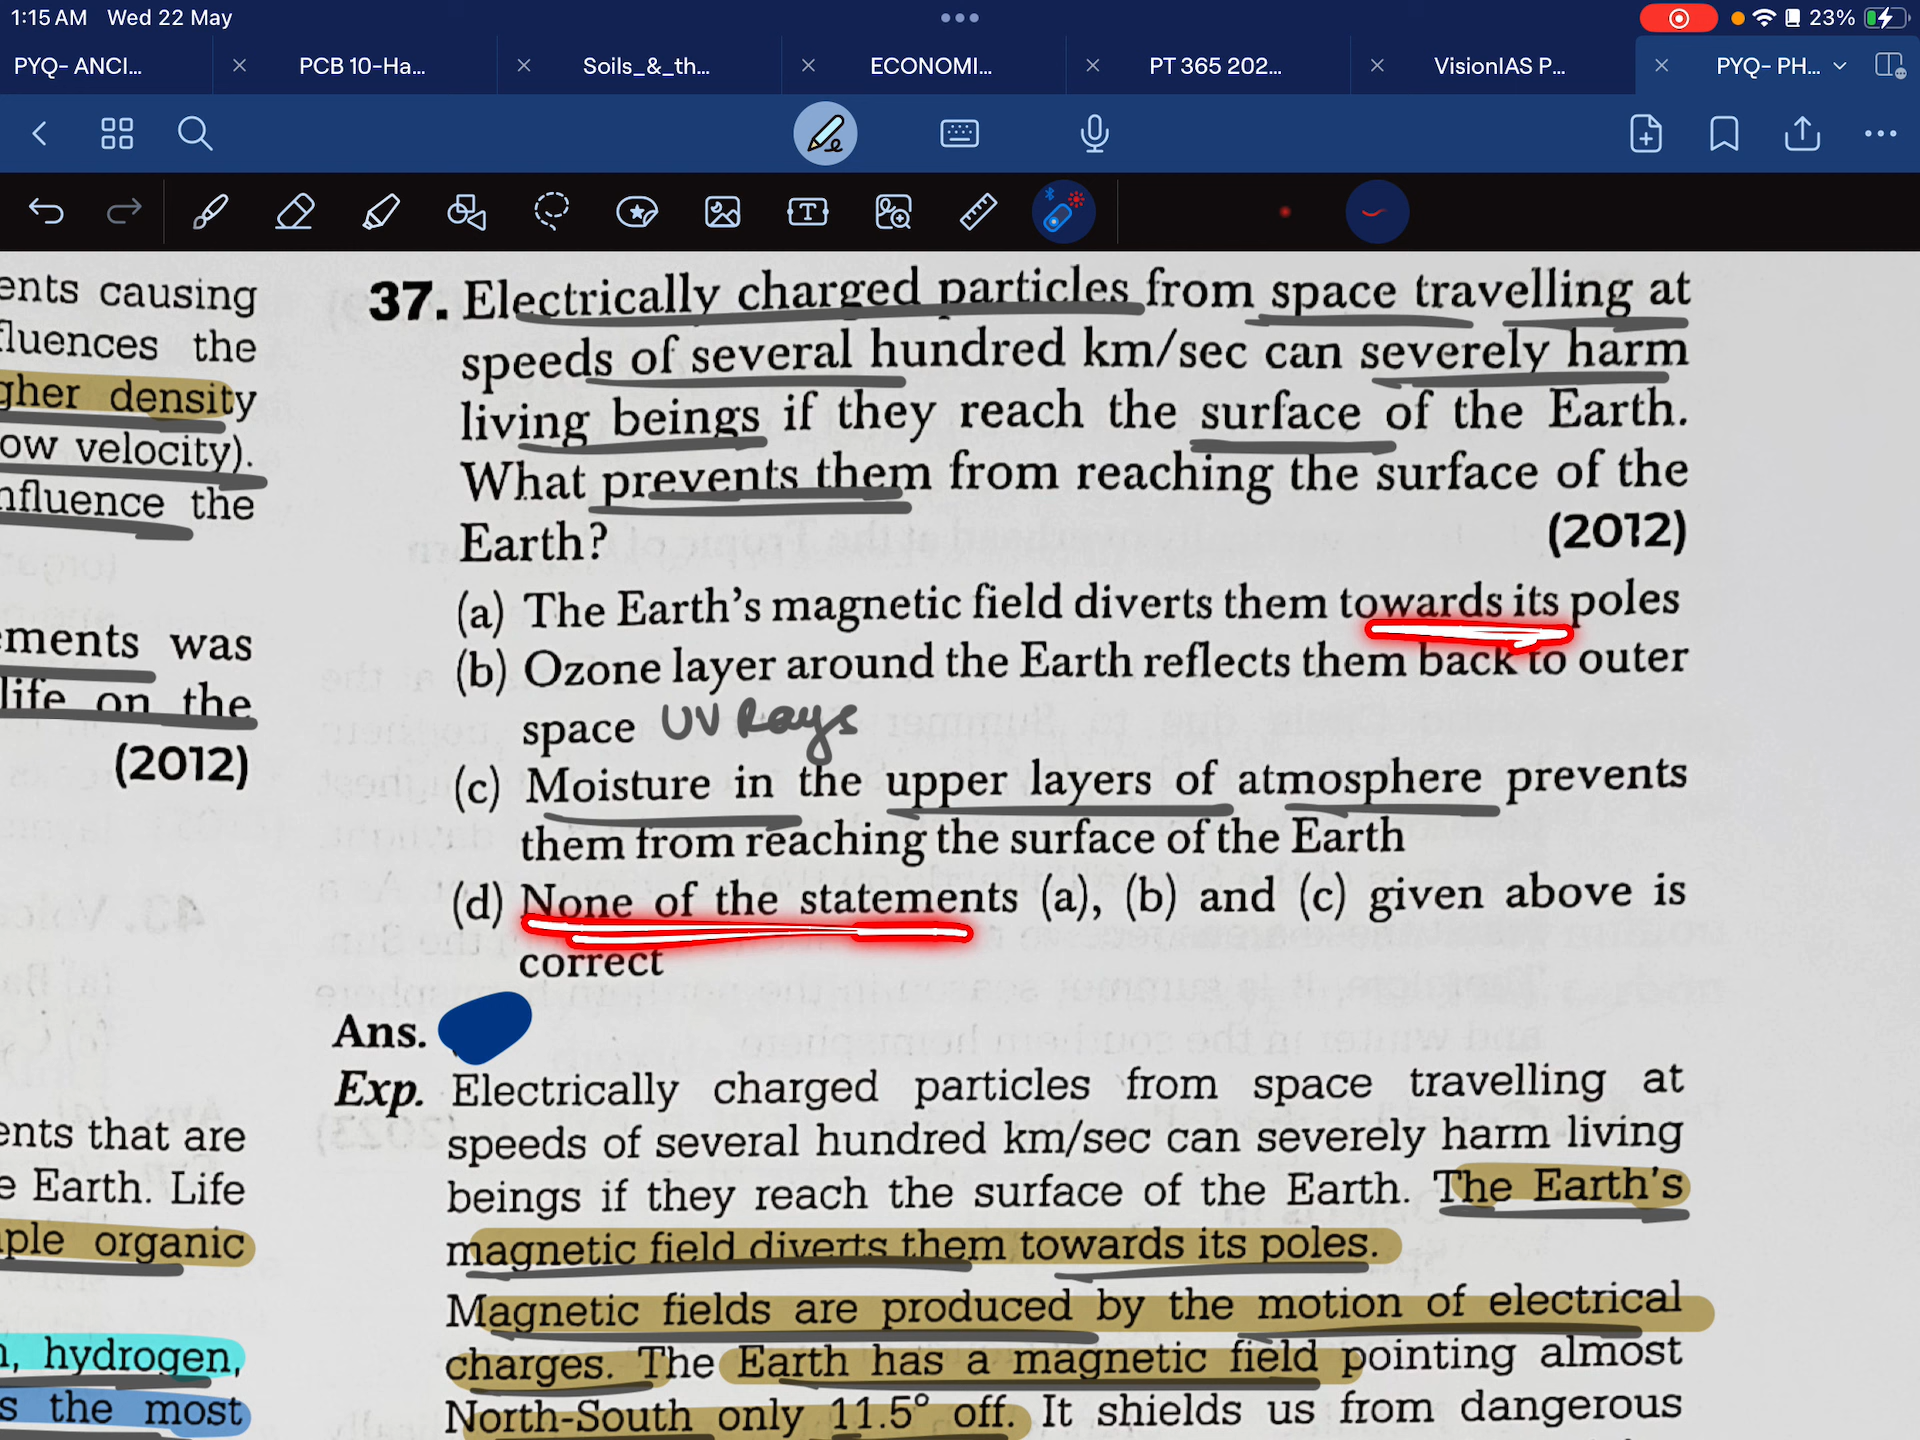 1:15 AM Wed 22 May
23%
PYQ- ANCI...
PCB 10-Ha...
Soils_&_th...
ECONOMI...
PT 365 202...
VisionIAS P...
PYQ- PH...
ents causing
fluences the
gher density
ow velocity).
nfluence the
ements was
life on the
(2012)
ents that are
e Earth. Life
ple organic
n, hydrogen,
s the most
37. Electrically charged particles from space travelling at
speeds of several hundred km/sec can severely harm
living beings if they reach the surface of the Earth.
What prevents them from reaching the surface of the
Earth? (2012)
(a) The Earth's magnetic field diverts them towards its poles
(b) Ozone layer around the Earth reflects them back to outer
space UV Rays
(c) Moisture in the upper layers of atmosphere prevents
them from reaching the surface of the Earth
(d) None of the statements (a), (b) and (c) given above is
correct
Ans.
Exp. Electrically charged particles from space travelling at
speeds of several hundred km/sec can severely harm living
beings if they reach the surface of the Earth. The Earth's
magnetic field diverts them towards its poles.
Magnetic fields are produced by the motion of electrical
charges. The Earth has a magnetic field pointing almost
North-South only 11.5° off. It shields us from dangerous